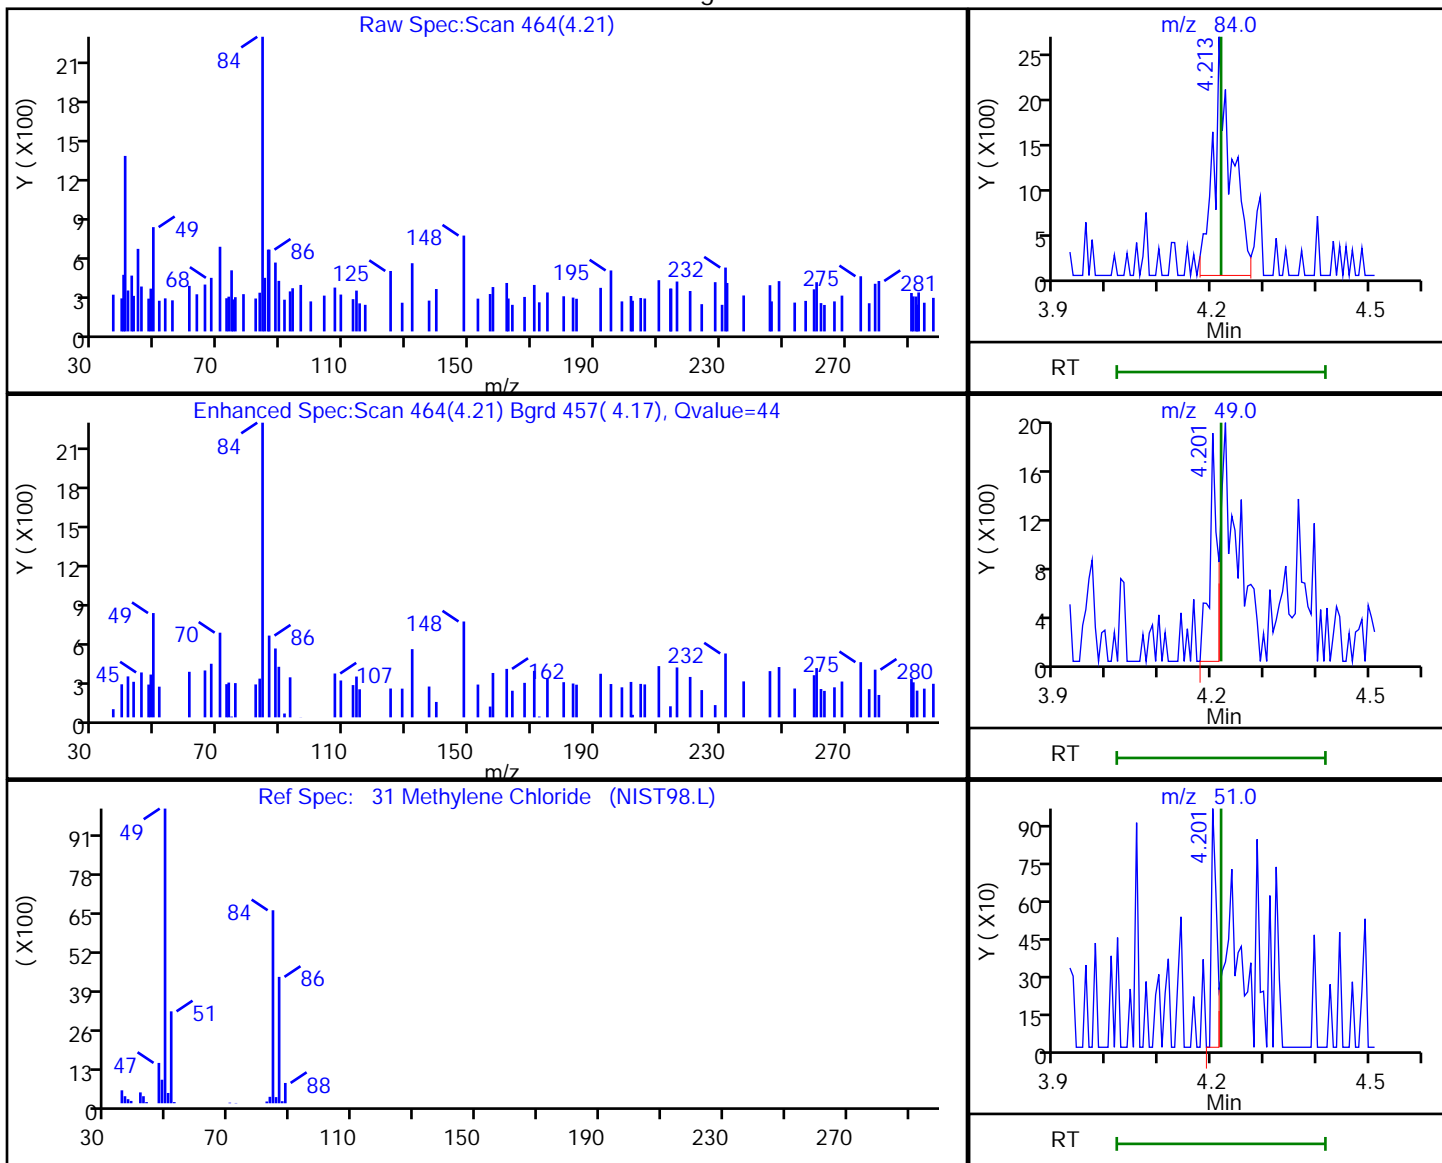 Raw Spec:Scan 464(4.21)
Y ( X100)
21
18
15
12
9
6
3
0
84
49
68
86
125
148
195
232
275
281
30 70 110 150 190 230 270
m/z
m/z 84.0
Y ( X100)
25
20
15
10
5
0
4.213
3.9 4.2 4.5
Min
RT
Enhanced Spec:Scan 464(4.21) Bgrd 457( 4.17), Qvalue=44
Y ( X100)
21
18
15
12
9
6
3
0
84
49
45
70
86
107
148
162
232
275
280
30 70 110 150 190 230 270
m/z
m/z 49.0
Y ( X100)
20
16
12
8
4
0
4.201
3.9 4.2 4.5
Min
RT
Ref Spec: 31 Methylene Chloride (NIST98.L)
( X100)
91
78
65
52
39
26
13
0
49
84
86
51
47
88
30 70 110 150 190 230 270
m/z 51.0
Y ( X10)
90
75
60
45
30
15
0
4.201
3.9 4.2 4.5
Min
RT